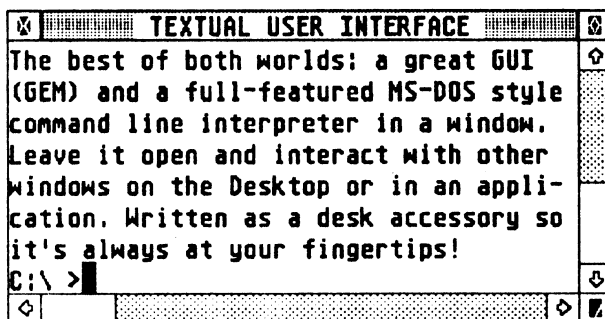 TEXTUAL USER INTERFACE
The best of both worlds: a great GUI
(GEM) and a full-featured MS-DOS style
command line interpreter in a window.
Leave it open and interact with other
windows on the Desktop or in an appli-
cation. Written as a desk accessory so
it's always at your fingertips!
C:\ >